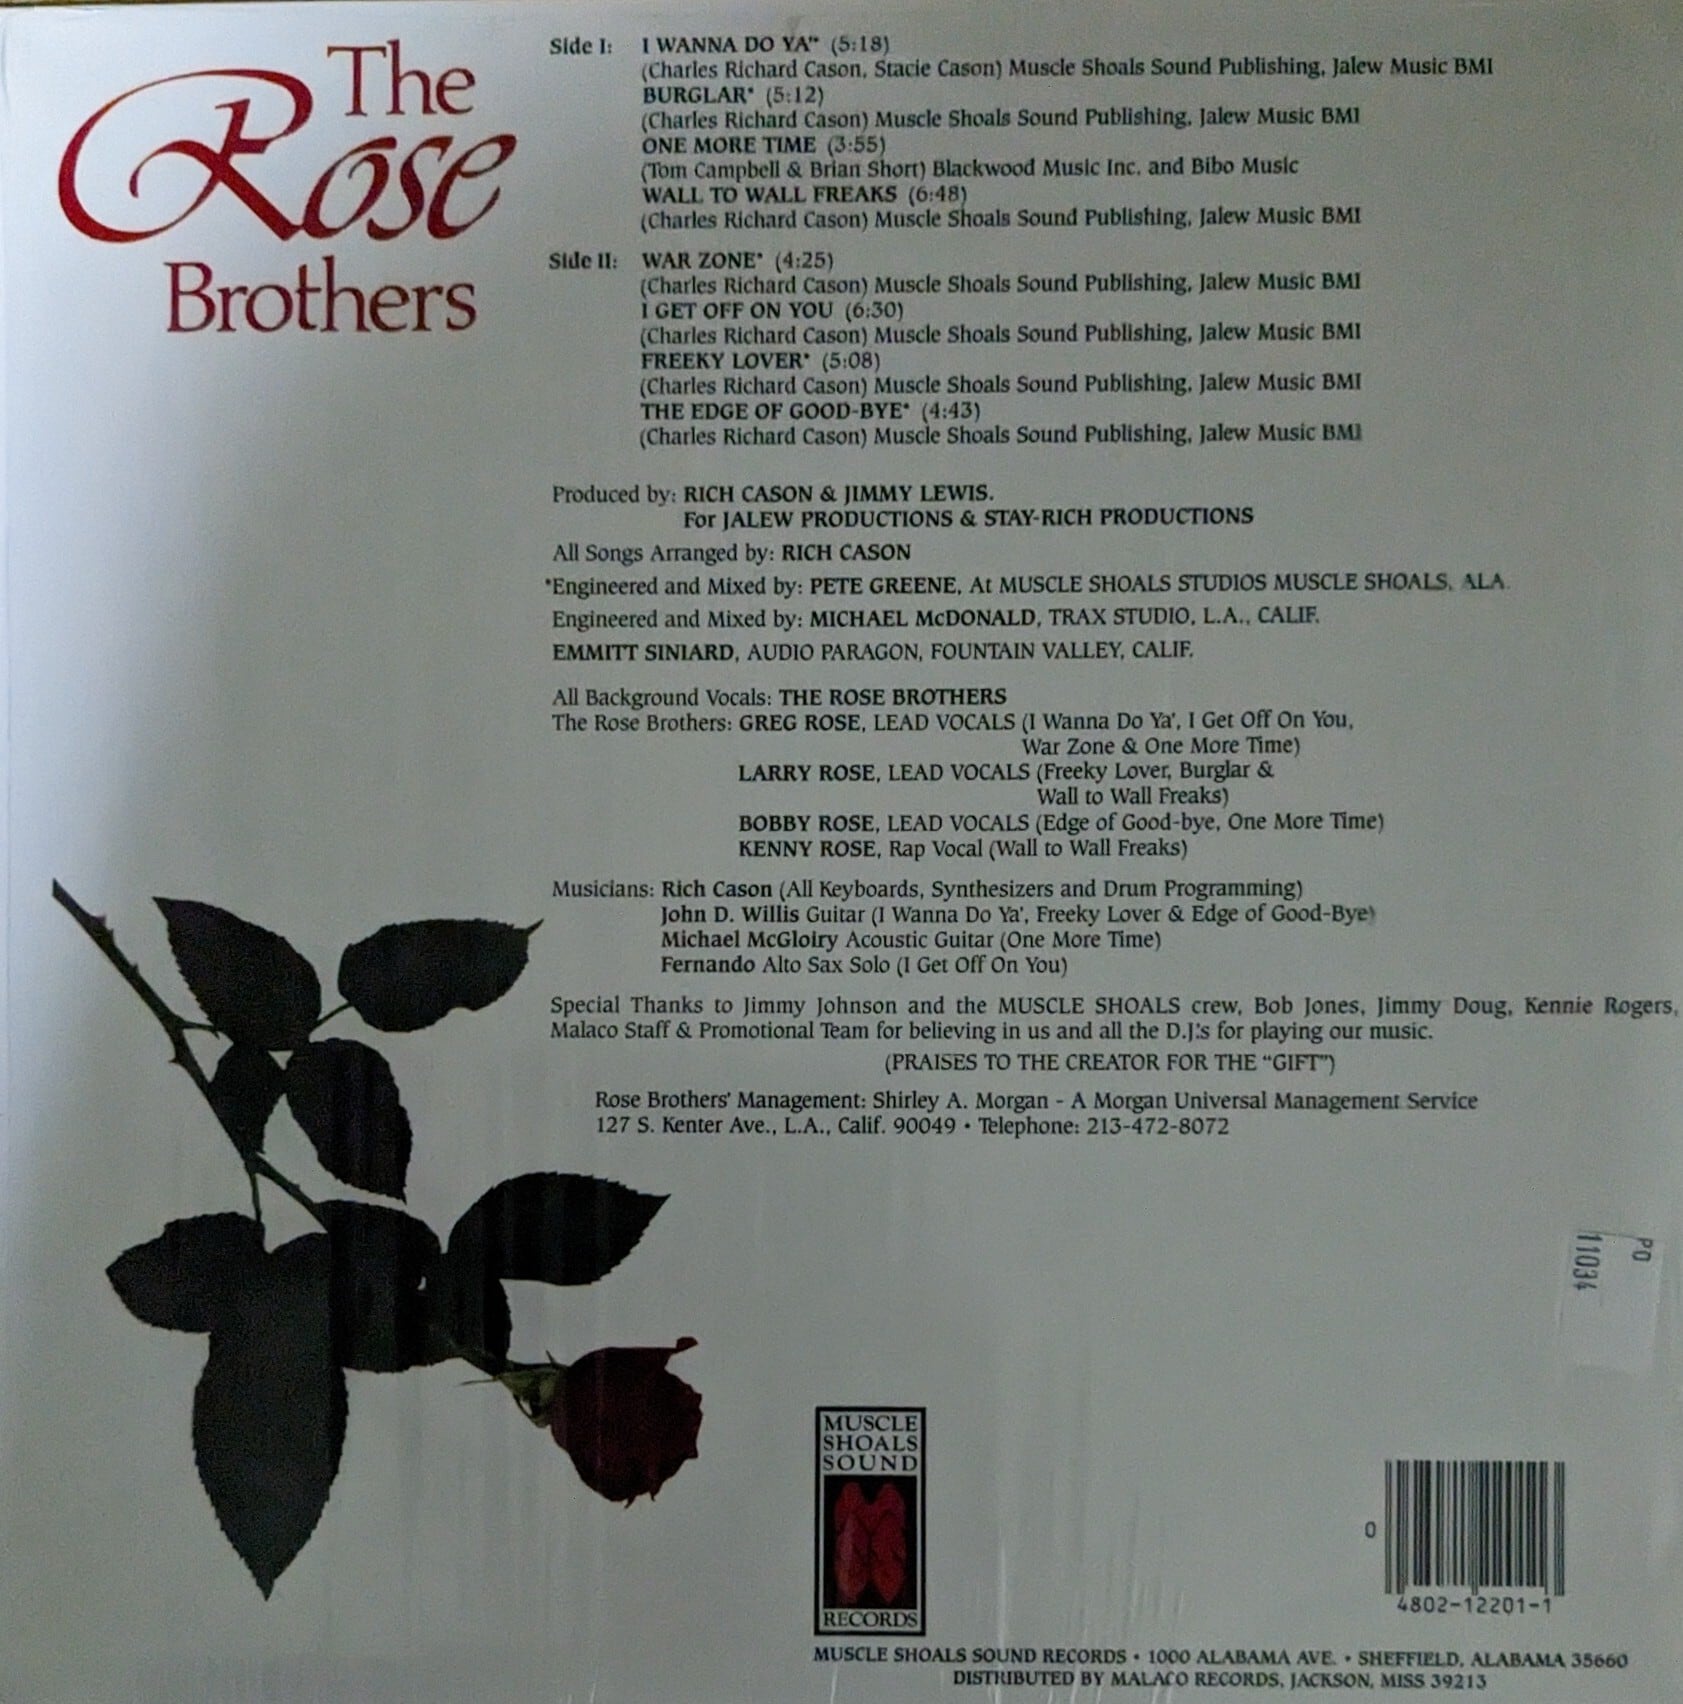 The
Rose
Brothers
Side I: I WANNA DO YA'* (5:18)
(Charles Richard Cason, Stacie Cason) Muscle Shoals Sound Publishing, Jalew Music BMI
BURGLAR* (5:12)
(Charles Richard Cason) Muscle Shoals Sound Publishing, Jalew Music BMI
ONE MORE TIME (3:55)
(Tom Campbell & Brian Short) Blackwood Music Inc. and Bibo Music
WALL TO WALL FREAKS (6:48)
(Charles Richard Cason) Muscle Shoals Sound Publishing, Jalew Music BMI
Side II: WAR ZONE* (4:25)
(Charles Richard Cason) Muscle Shoals Sound Publishing, Jalew Music BMI
I GET OFF ON YOU (6:30)
(Charles Richard Cason) Muscle Shoals Sound Publishing, Jalew Music BMI
FREEKY LOVER* (5:08)
(Charles Richard Cason) Muscle Shoals Sound Publishing, Jalew Music BMI
THE EDGE OF GOOD-BYE* (4:43)
(Charles Richard Cason) Muscle Shoals Sound Publishing, Jalew Music BMI
Produced by: RICH CASON & JIMMY LEWIS.
For JALEW PRODUCTIONS & STAY-RICH PRODUCTIONS
All Songs Arranged by: RICH CASON
*Engineered and Mixed by: PETE GREENE, At MUSCLE SHOALS STUDIOS MUSCLE SHOALS, ALA.
Engineered and Mixed by: MICHAEL McDONALD, TRAX STUDIO, L.A., CALIF.
EMMITT SINIARD, AUDIO PARAGON, FOUNTAIN VALLEY, CALIF.
All Background Vocals: THE ROSE BROTHERS
The Rose Brothers: GREG ROSE, LEAD VOCALS (I Wanna Do Ya', I Get Off On You,
War Zone & One More Time)
LARRY ROSE, LEAD VOCALS (Freeky Lover, Burglar &
Wall to Wall Freaks)
BOBBY ROSE, LEAD VOCALS (Edge of Good-bye, One More Time)
KENNY ROSE, Rap Vocal (Wall to Wall Freaks)
Musicians: Rich Cason (All Keyboards, Synthesizers and Drum Programming)
John D. Willis Guitar (I Wanna Do Ya', Freeky Lover & Edge of Good-Bye)
Michael McGloiry Acoustic Guitar (One More Time)
Fernando Alto Sax Solo (I Get Off On You)
Special Thanks to Jimmy Johnson and the MUSCLE SHOALS crew, Bob Jones, Jimmy Doug, Kennie Rogers,
Malaco Staff & Promotional Team for believing in us and all the D.J.'s for playing our music.
(PRAISES TO THE CREATOR FOR THE "GIFT")
Rose Brothers' Management: Shirley A. Morgan - A Morgan Universal Management Service
127 S. Kenter Ave., L.A., Calif. 90049 • Telephone: 213-472-8072
PO
11034
MUSCLE
SHOALS
SOUND
RECORDS
0
4802-12201-1
MUSCLE SHOALS SOUND RECORDS • 1000 ALABAMA AVE. • SHEFFIELD, ALABAMA 35660
DISTRIBUTED BY MALACO RECORDS, JACKSON, MISS 39213